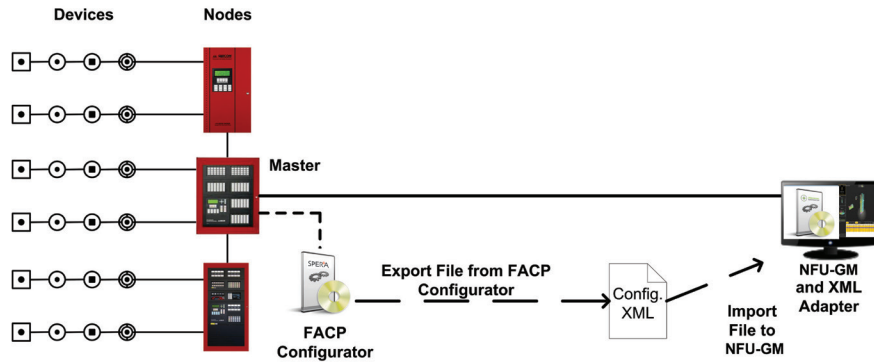 Devices
Nodes
Master
SPECTRA
Export File from FACP
Configurator
Config.
XML
FACP
Configurator
Import
File to
NFU-GM
NFU-GM
and XML
Adapter